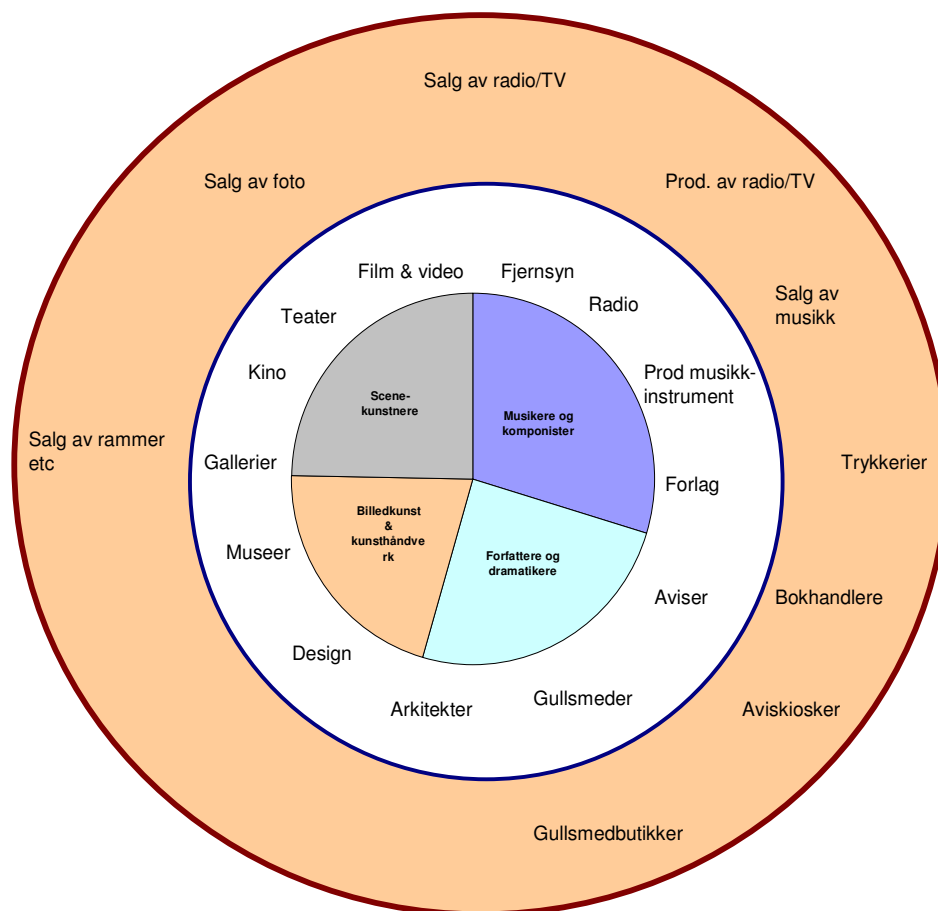 Salg av radio/TV
Salg av foto
Prod. av radio/TV
Film & video
Fjernsyn
Radio
Teater
Salg av
musikk
Kino
Prod musikk-
instrument
Scene-
kunstnere
Musikere og
komponister
Salg av rammer
etc
Gallerier
Forlag
Trykkerier
Billedkunst
&
kunsthåndve
rk
Museer
Forfattere og
dramatikere
Aviser
Bokhandlere
Design
Arkitekter
Gullsmeder
Aviskiosker
Gullsmedbutikker